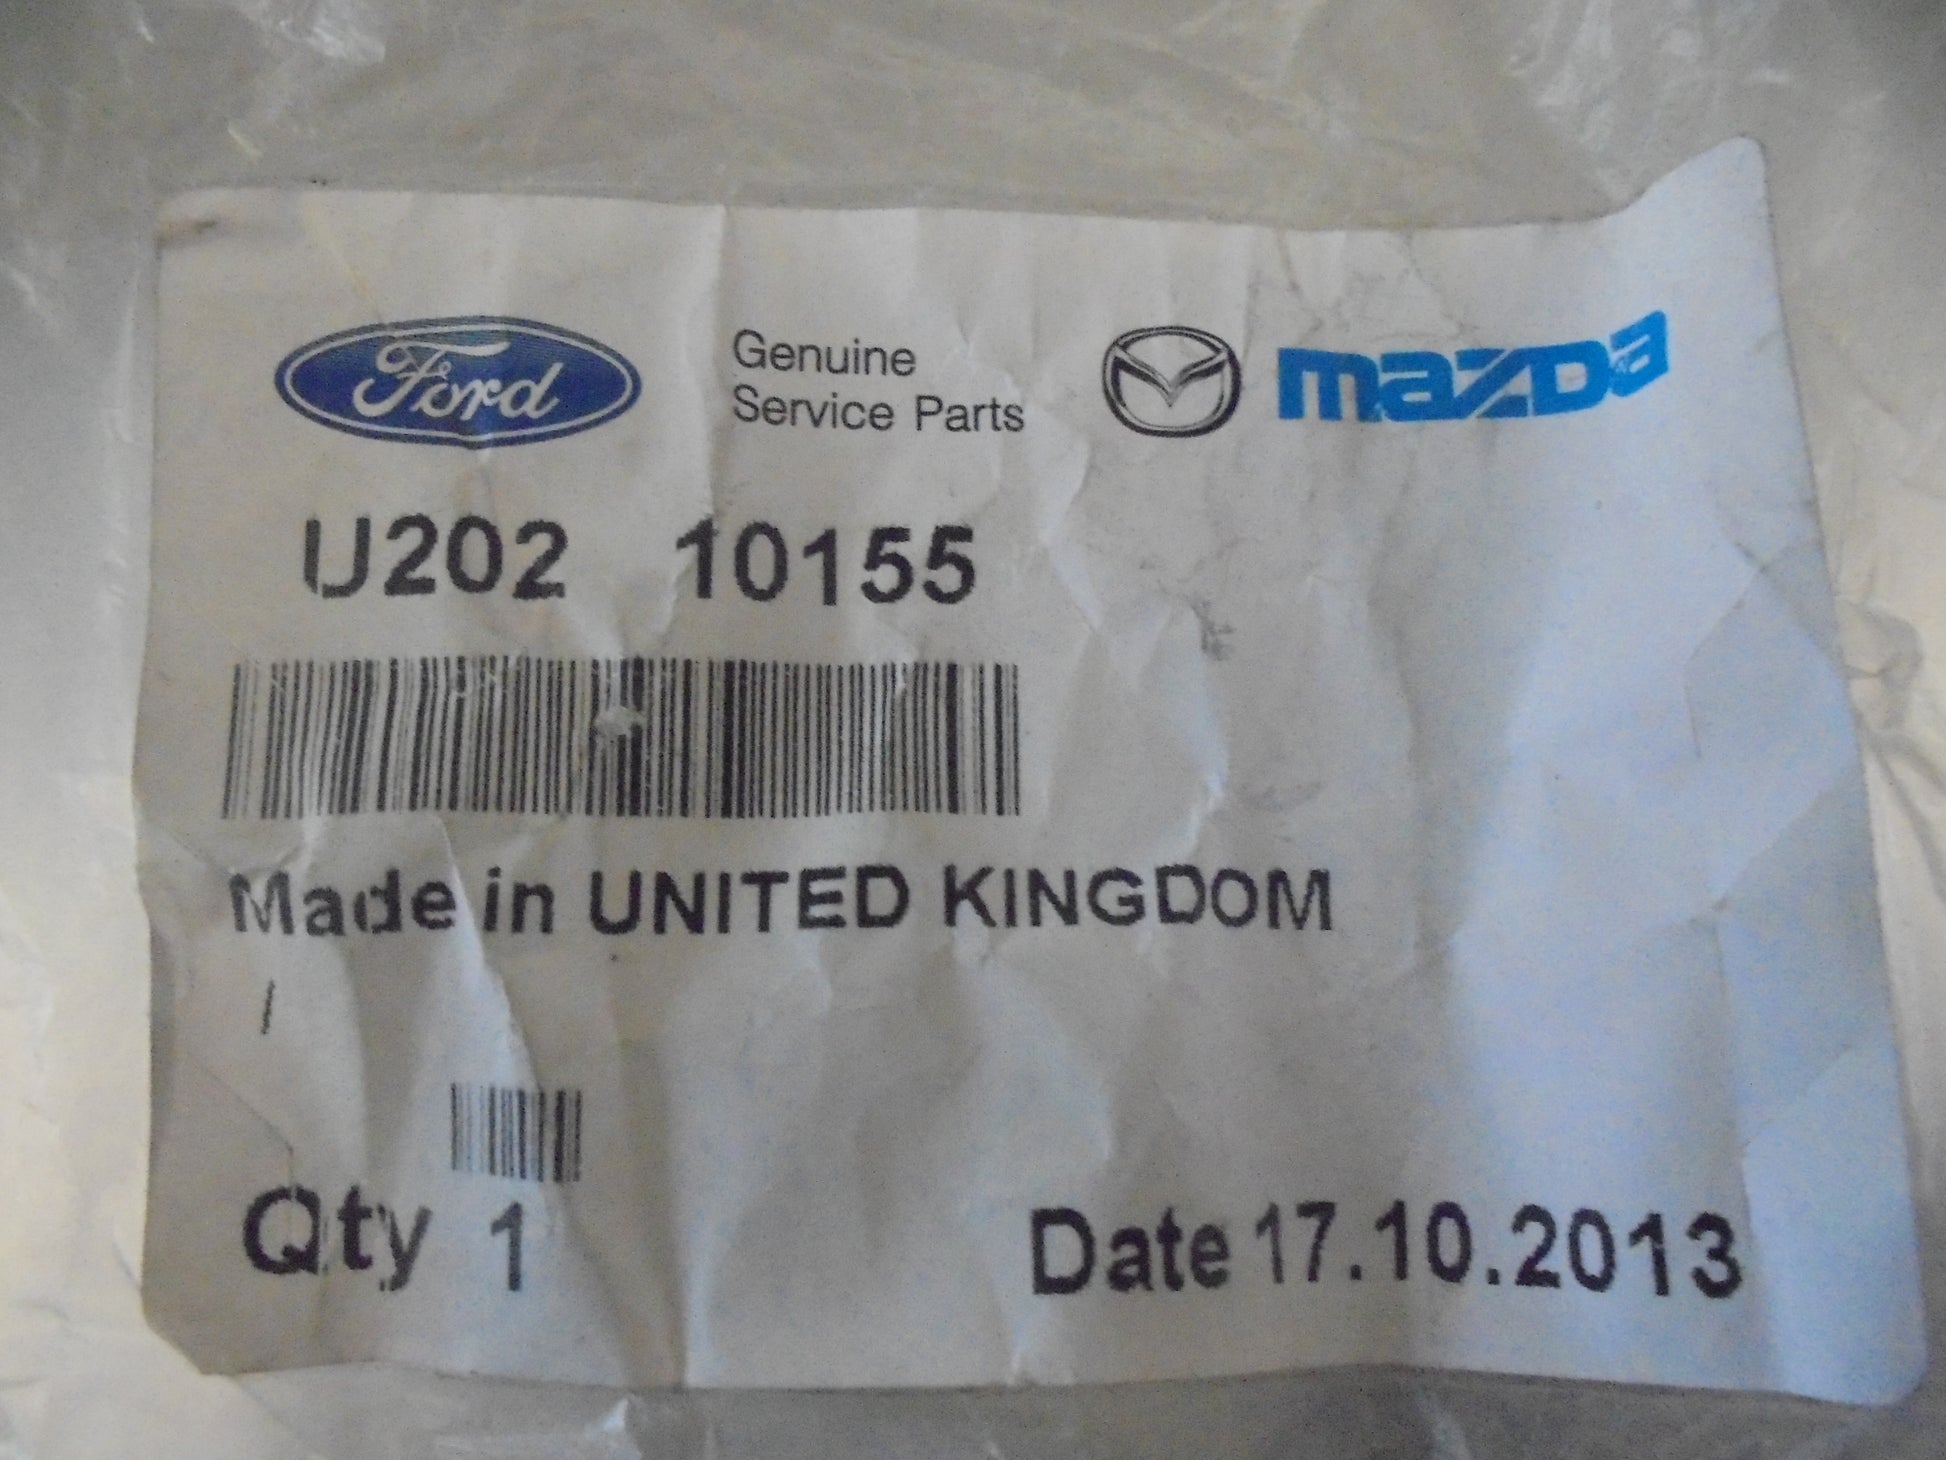 Ford
Genuine
Service Parts
mazda
U202 10155
Made in UNITED KINGDOM
/
Qty 1
Date 17.10.2013